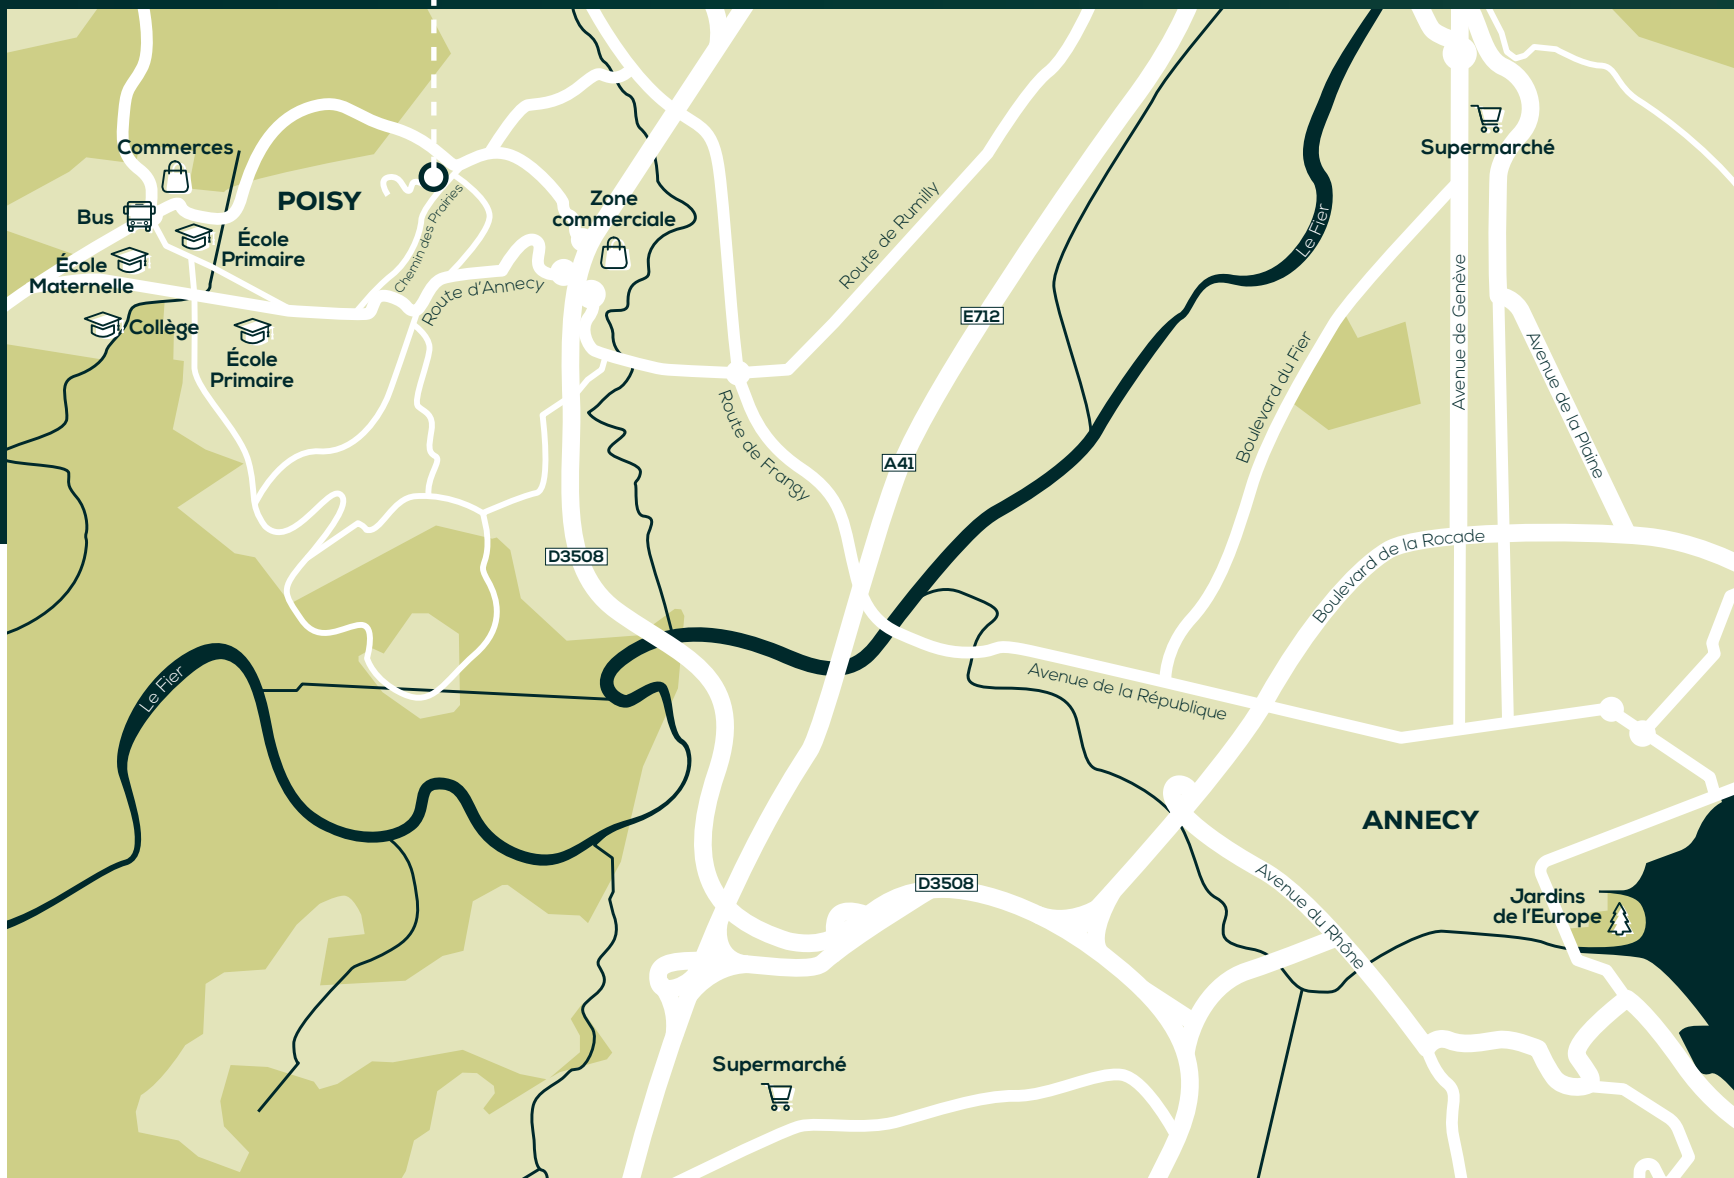 Commerces
POISY
Bus
École
Primaire
École
Maternelle
Collège
École
Primaire
Chemin des Prairies
Route d'Annecy
Zone
commerciale
Route de Rumilly
E712
A41
Route de Frangy
D3508
Le Fier
Supermarché
Avenue de Genève
Boulevard du Fier
Avenue de la Plaine
Boulevard de la Rocade
Avenue de la République
Le Fier
ANNECY
D3508
Avenue du Rhône
Jardins
de l'Europe
Supermarché